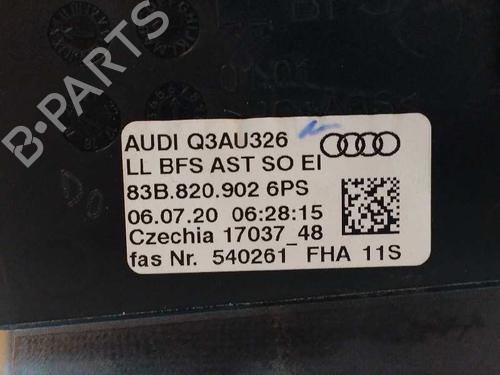 B-PARTS
AUDI Q3AU326
LL BFS AST SO EI
83B.820.902 6PS
06.07.20 06:28:15
Czechia 17037_48
fas Nr. 540261 FHA 11S